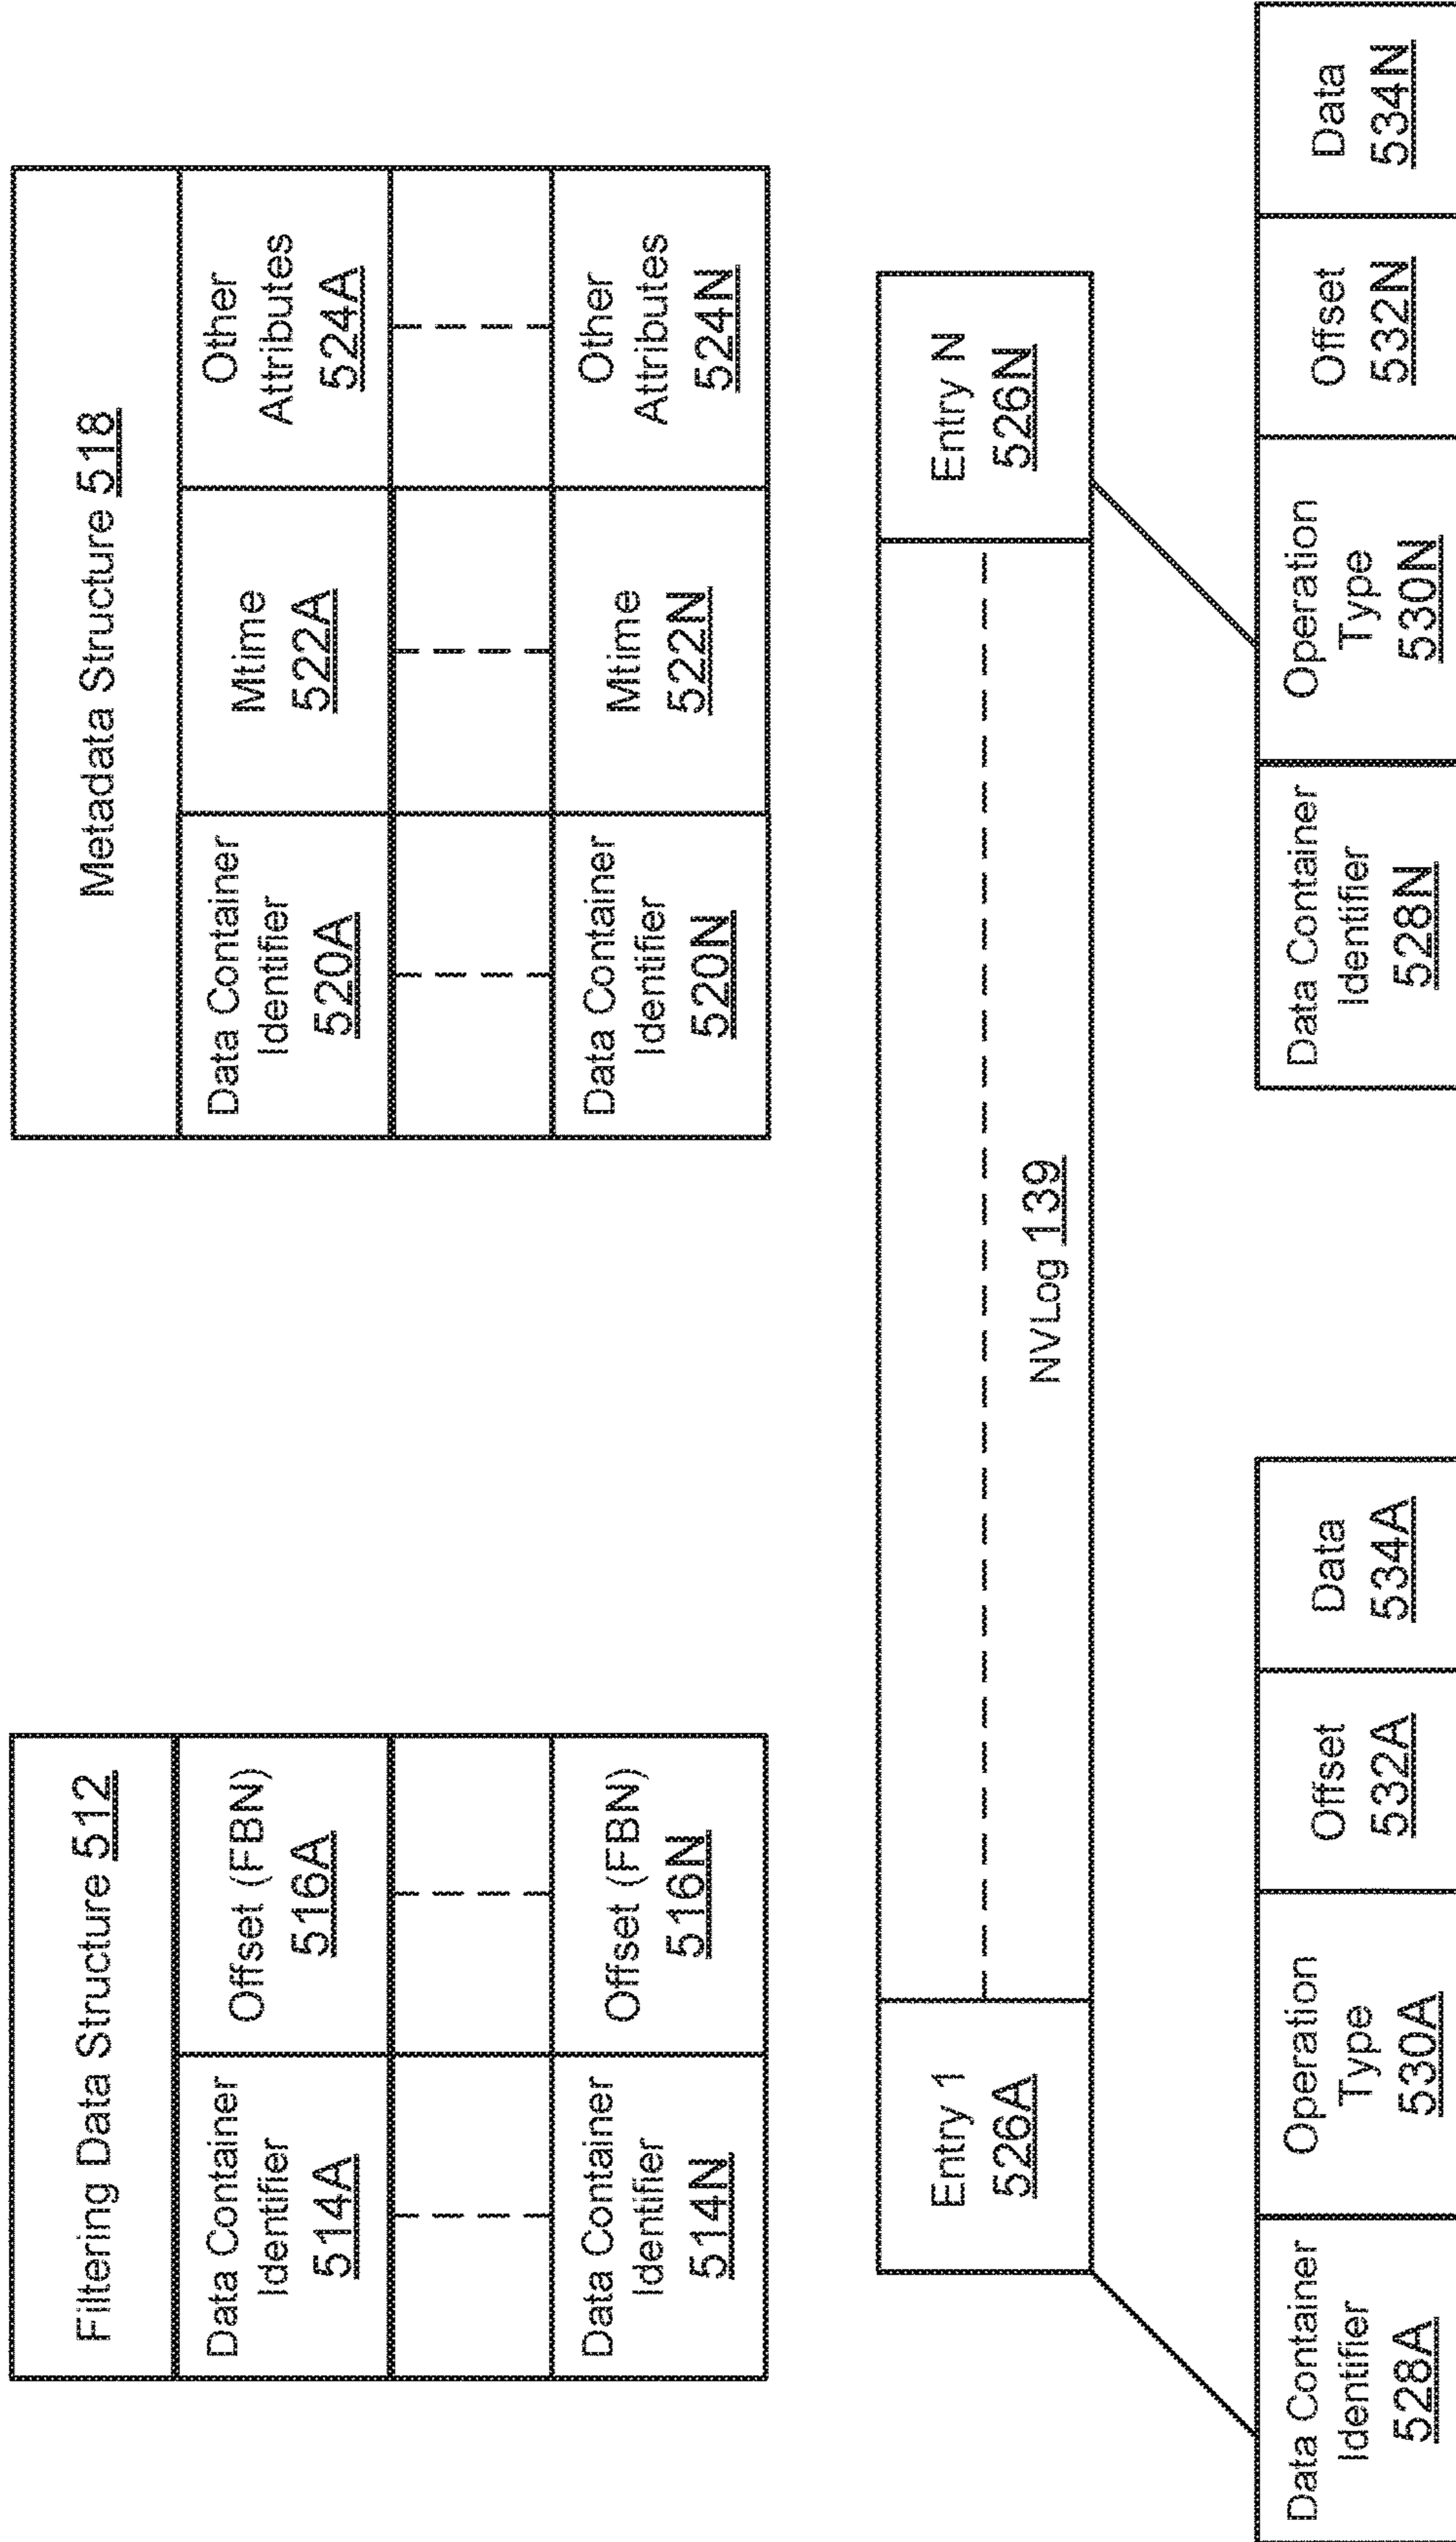 Filtering Data Structure 512
Data Container
Identifier
514A
Offset (FBN)
516A
Data Container
Identifier
514N
Offset (FBN)
516N
Metadata Structure 518
Data Container
Identifier
520A
Mtime
522A
Other
Attributes
524A
Data Container
Identifier
520N
Mtime
522N
Other
Attributes
524N
Entry 1
526A
NVLog 139
Entry N
526N
Data Container
Identifier
528A
Operation
Type
530A
Offset
532A
Data
534A
Data Container
Identifier
528N
Operation
Type
530N
Offset
532N
Data
534N